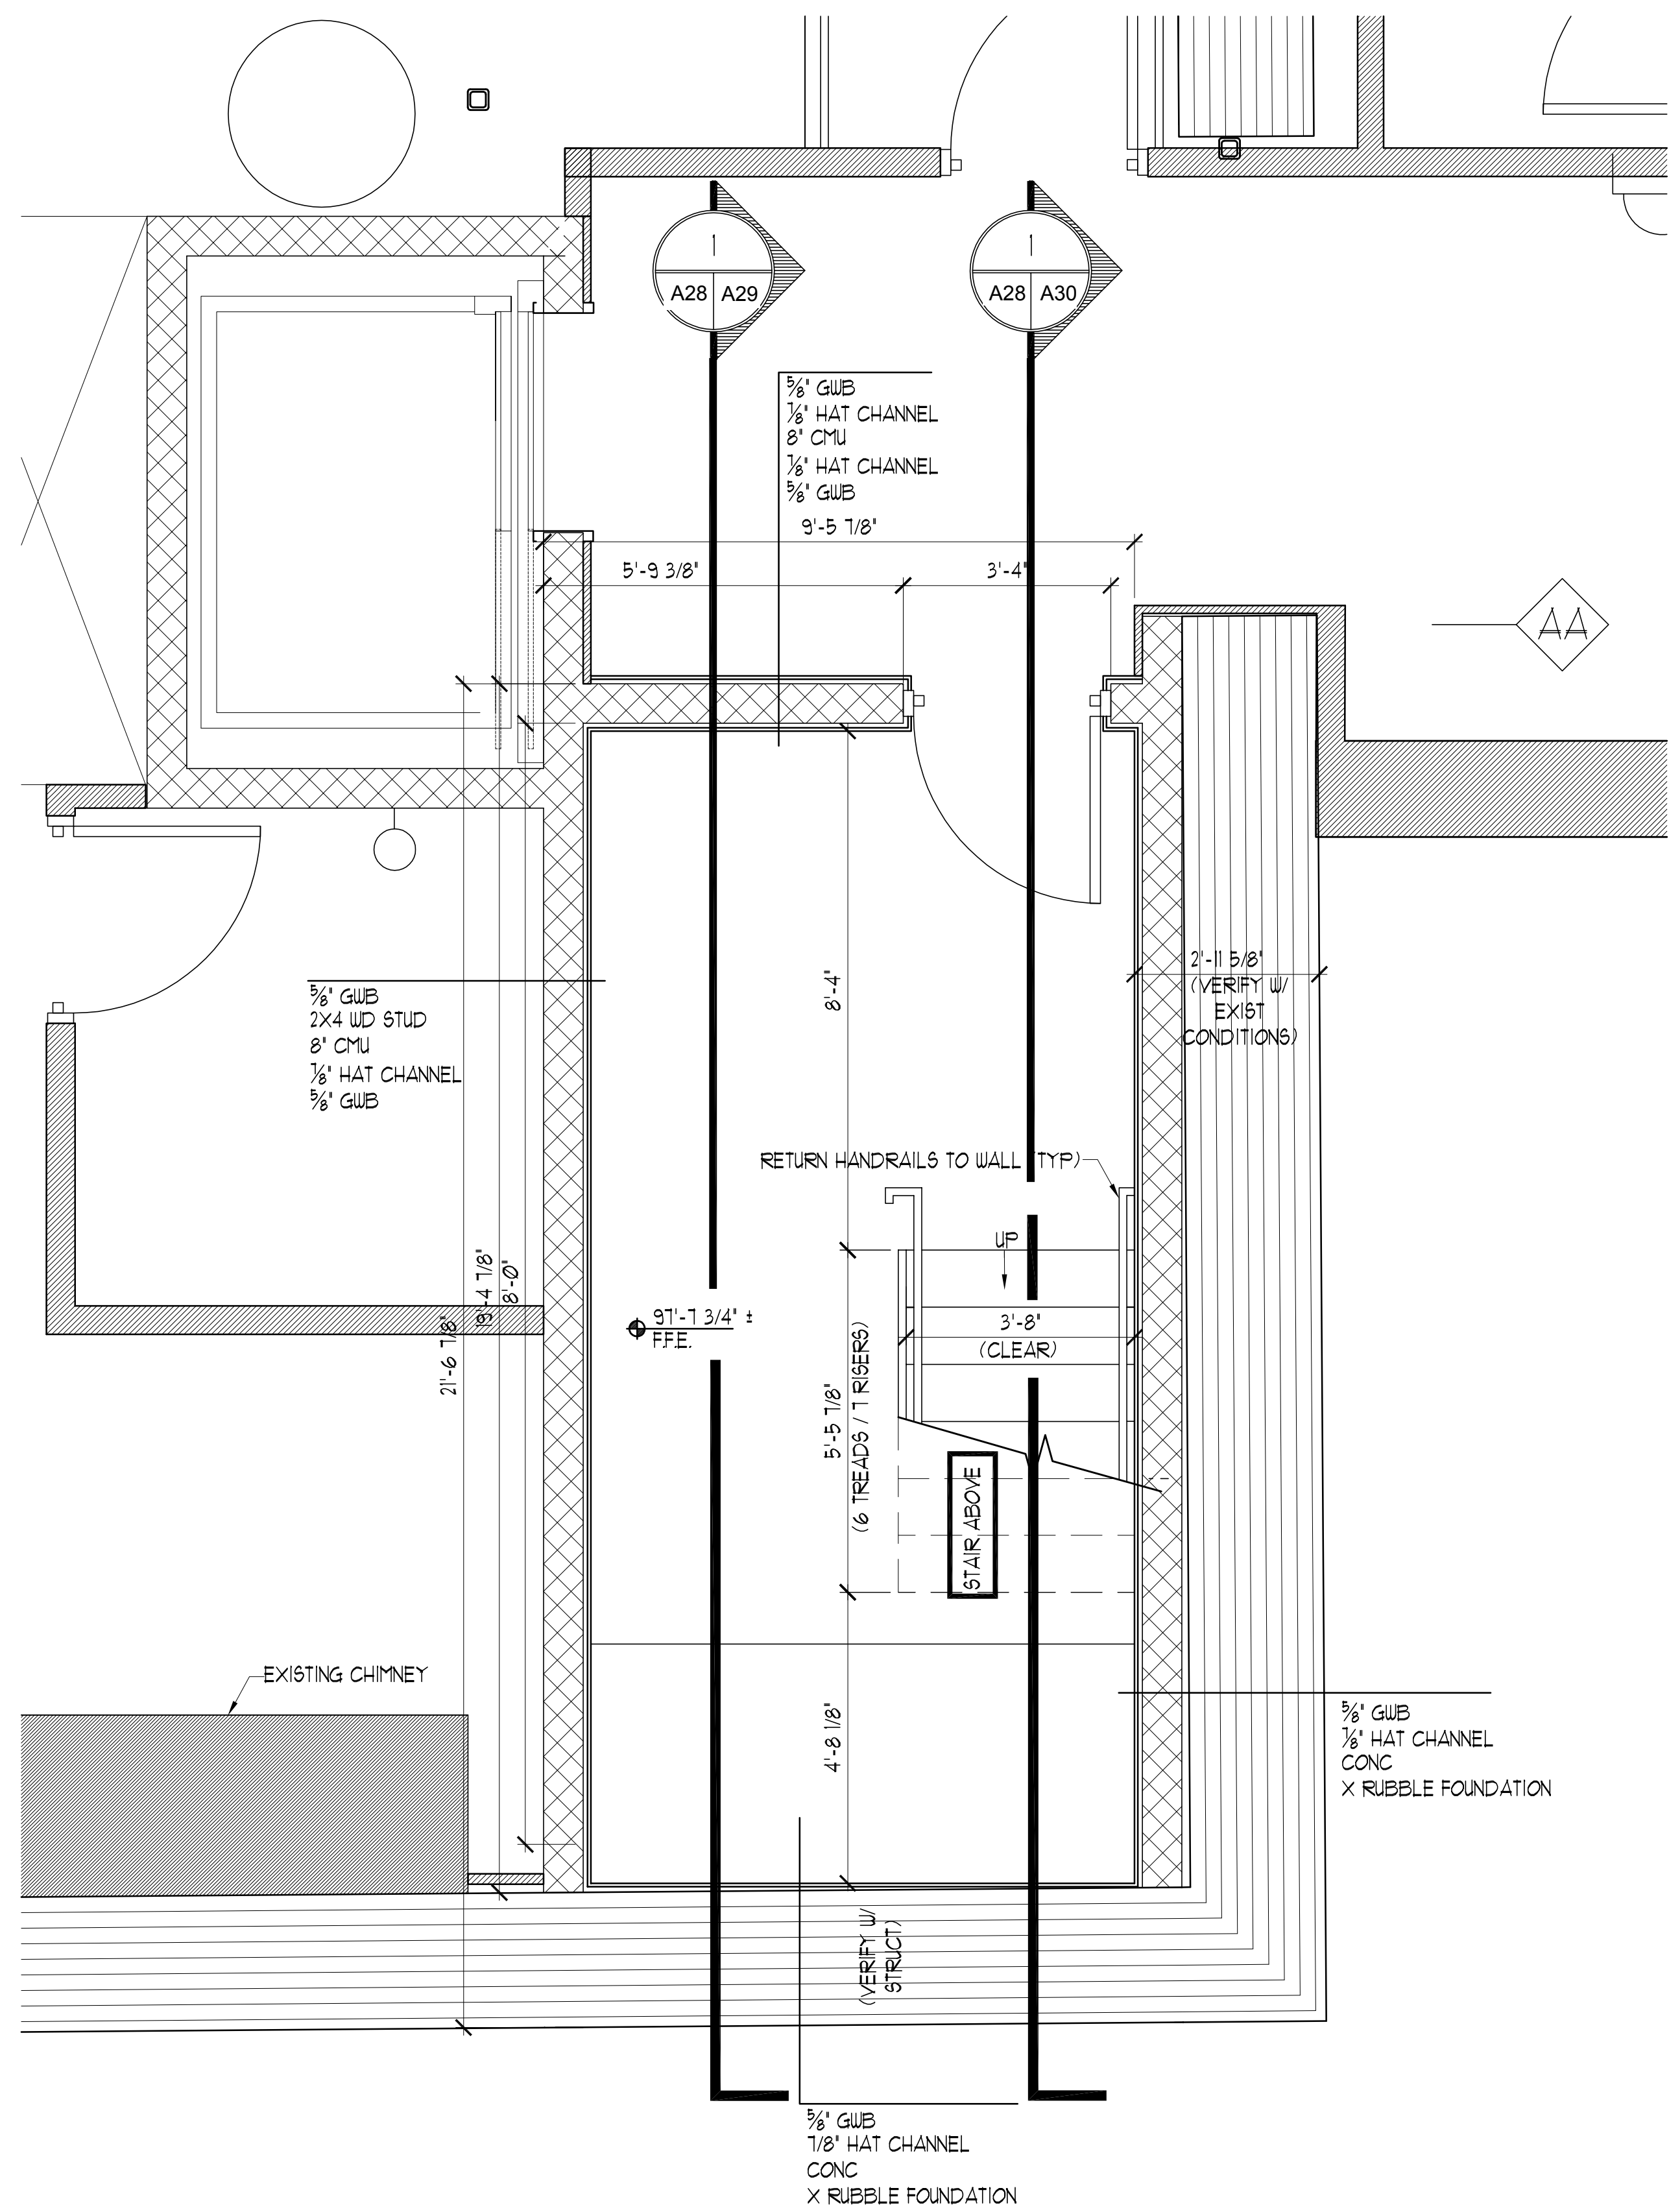 1
A28 A29
1
A28 A30
5/8" GWB
7/8" HAT CHANNEL
8" CMU
7/8" HAT CHANNEL
5/8" GWB
9'-5 7/8"
5'-9 3/8"
3'-4"
AA
2'-11 5/8"
(VERIFY W/
EXIST
CONDITIONS)
8'-4"
5/8" GWB
2X4 WD STUD
8" CMU
7/8" HAT CHANNEL
5/8" GWB
RETURN HANDRAILS TO WALL (TYP)
UP
21'-6 7/8"
19'-4 7/8"
8'-0"
97'-7 3/4" ±
F.F.E.
3'-8"
(CLEAR)
5'-5 7/8"
(6 TREADS / 7 RISERS)
STAIR ABOVE
EXISTING CHIMNEY
4'-8 1/8"
5/8" GWB
7/8" HAT CHANNEL
CONC
X RUBBLE FOUNDATION
(VERIFY W/
STRUCT)
5/8" GWB
7/8" HAT CHANNEL
CONC
X RUBBLE FOUNDATION